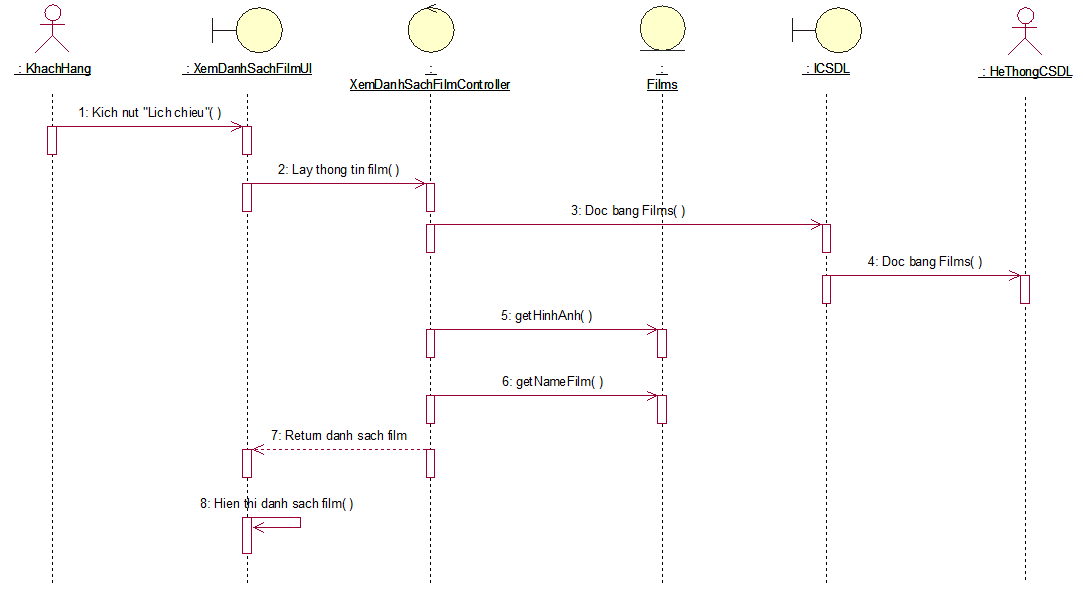 : KhachHang
: XemDanhSachFilmUI
:
XemDanhSachFilmController
:
Films
: ICSDL
: HeThongCSDL
1: Kich nut "Lich chieu"( )
2: Lay thong tin film( )
3: Doc bang Films( )
4: Doc bang Films( )
5: getHinhAnh( )
6: getNameFilm( )
7: Return danh sach film
8: Hien thi danh sach film( )